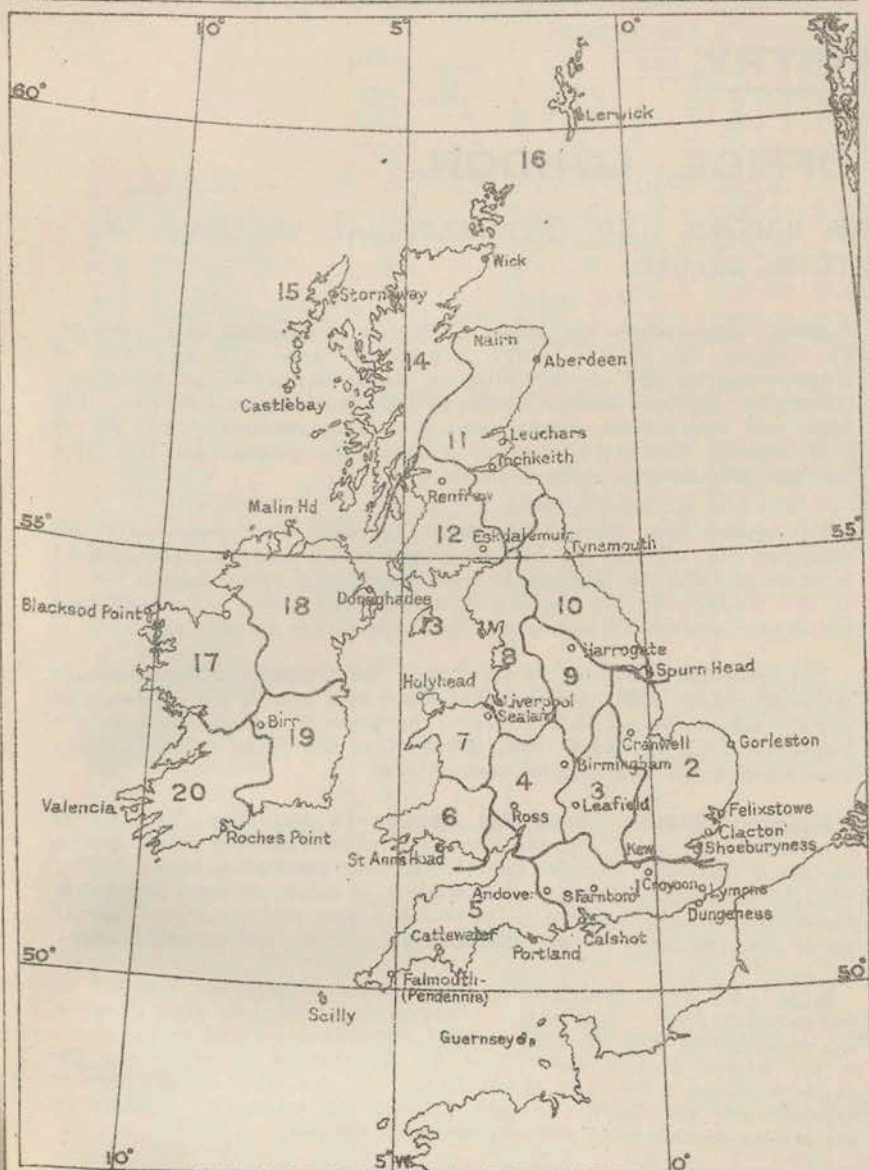 10°
5°
0°
5°E
60°
Lerwick
16
Wick
15
Stornoway
14
Nairn
Aberdeen
Castlebay
11
Leuchars
Inchkeith
Renfrew
Malin Hd
55°
12
Eskdalemuir
Tynemouth
55°
Blacksod Point
18
Donaghadee
13
10
17
8
Harrogate
9
Spurn Head
Holyhead
Liverpool
Sealand
Birr
19
7
Cranwell
Gorleston
2
Birmingham
4
3
20
Ross
Leafield
Felixstowe
Valencia
6
Clacton
Roches Point
Kew
Shoeburyness
St Anns Head
1
Croydon
Lympne
Andover
S Farnboro
5
Dungeness
Cattewater
Calshot
Portland
50°
Falmouth-
(Pendennis)
50°
Scilly
Guernsey
10°
5°W
0°